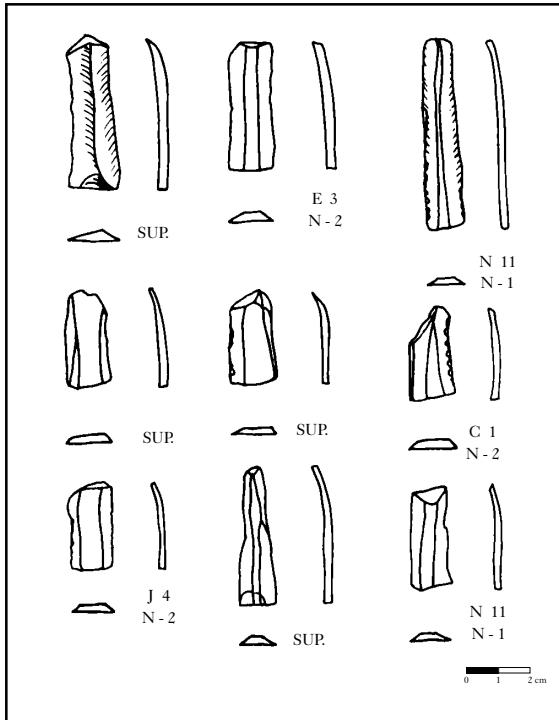 SUP.
E 3
N - 2
N 11
N - 1
SUP.
SUP.
C 1
N - 2
J 4
N - 2
SUP.
N 11
N - 1
0 1 2 cm